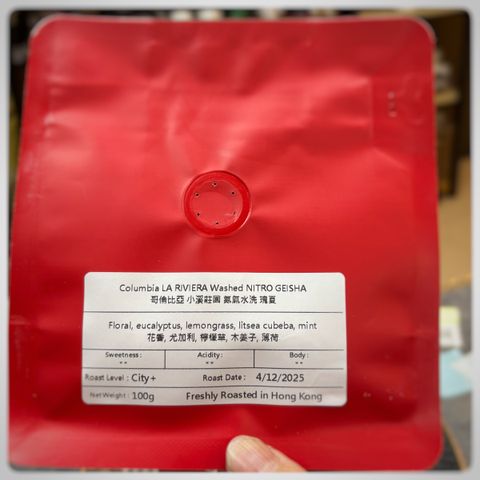 Columbia LA RIVIERA Washed NITRO GEISHA
哥倫比亞 小溪莊園 氮氣水洗 瑰夏
Floral, eucalyptus, lemongrass, litsea cubeba, mint
花香, 尤加利, 檸檬草, 木姜子, 薄荷
Sweetness: Acidity: Body:
-- -- --
Roast Level: City+ Roast Date: 4/12/2025
Net Weight: 100g Freshly Roasted in Hong Kong